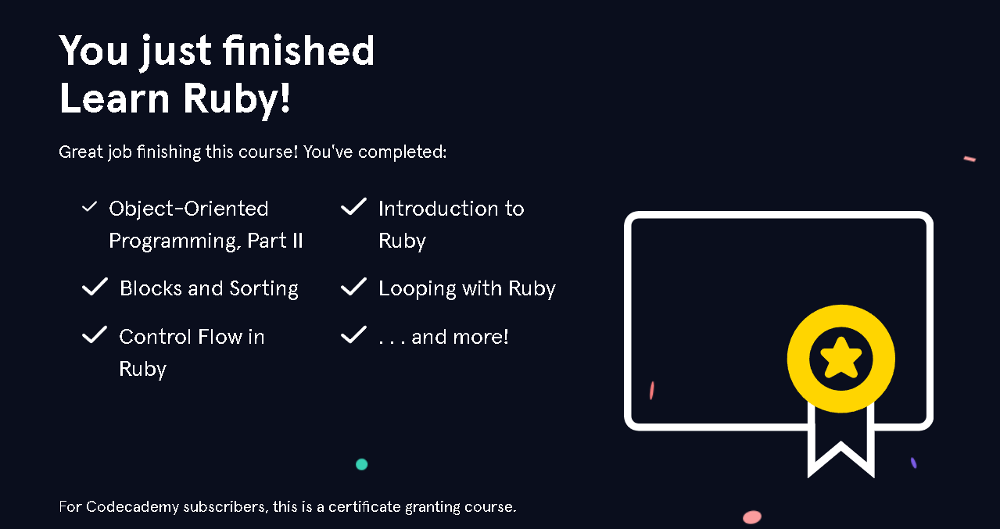 You just finished
Learn Ruby!
Great job finishing this course! You've completed:
Object-Oriented
Programming, Part II
Introduction to
Ruby
Blocks and Sorting
Looping with Ruby
Control Flow in
Ruby
. . . and more!
For Codecademy subscribers, this is a certificate granting course.